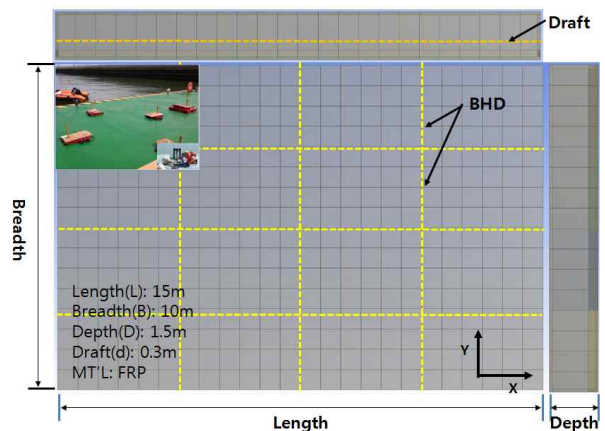 Draft
BHD
Breadth
Length(L): 15m
Breadth(B): 10m
Depth(D): 1.5m
Draft(d): 0.3m
MT'L: FRP
Y
X
Length
Depth